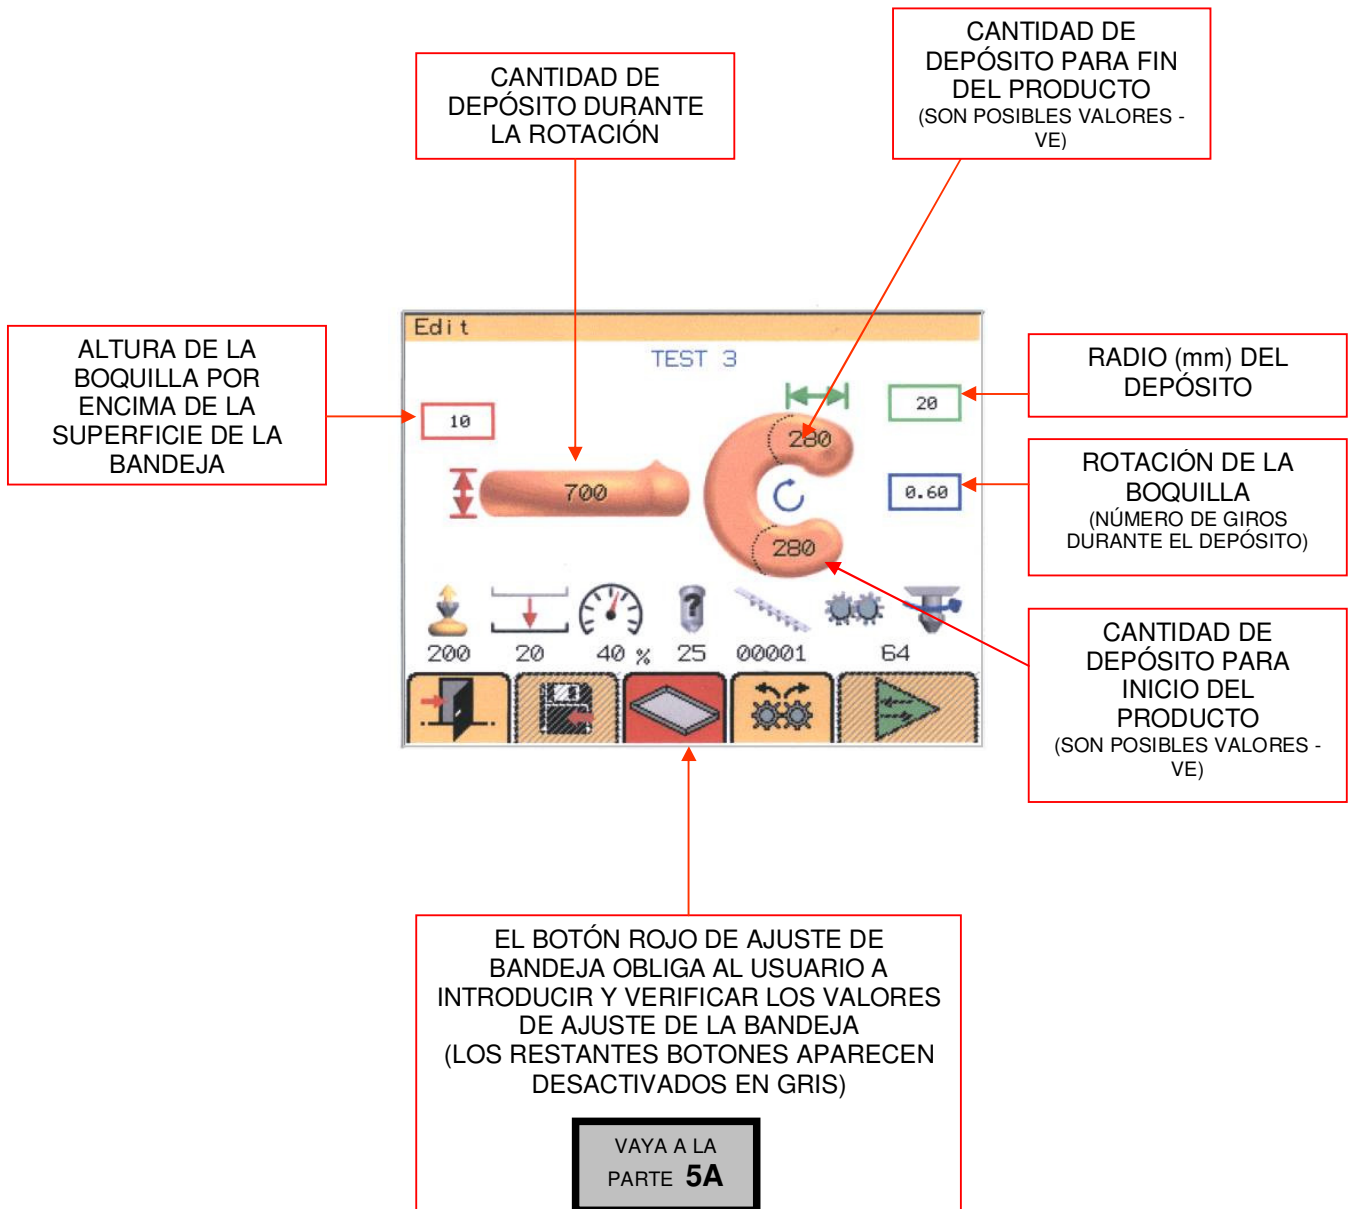 CANTIDAD DE
DEPÓSITO PARA FIN
DEL PRODUCTO
(SON POSIBLES VALORES -
VE)
CANTIDAD DE
DEPÓSITO DURANTE
LA ROTACIÓN
ALTURA DE LA
BOQUILLA POR
ENCIMA DE LA
SUPERFICIE DE LA
BANDEJA
Edit
TEST 3
10
20
280
700
0.60
280
200 20 40 % 25 00001 64
?
RADIO (mm) DEL
DEPÓSITO
ROTACIÓN DE LA
BOQUILLA
(NÚMERO DE GIROS
DURANTE EL DEPÓSITO)
CANTIDAD DE
DEPÓSITO PARA
INICIO DEL
PRODUCTO
(SON POSIBLES VALORES -
VE)
EL BOTÓN ROJO DE AJUSTE DE
BANDEJA OBLIGA AL USUARIO A
INTRODUCIR Y VERIFICAR LOS VALORES
DE AJUSTE DE LA BANDEJA
(LOS RESTANTES BOTONES APARECEN
DESACTIVADOS EN GRIS)
VAYA A LA
PARTE 5A